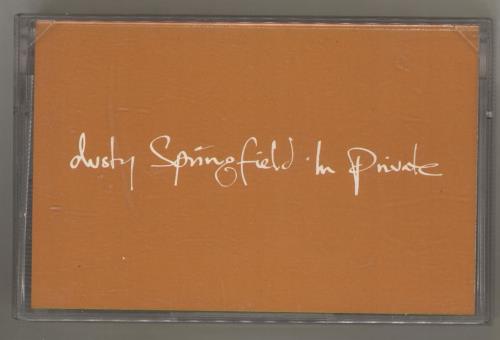 dusty Springfield · In Private